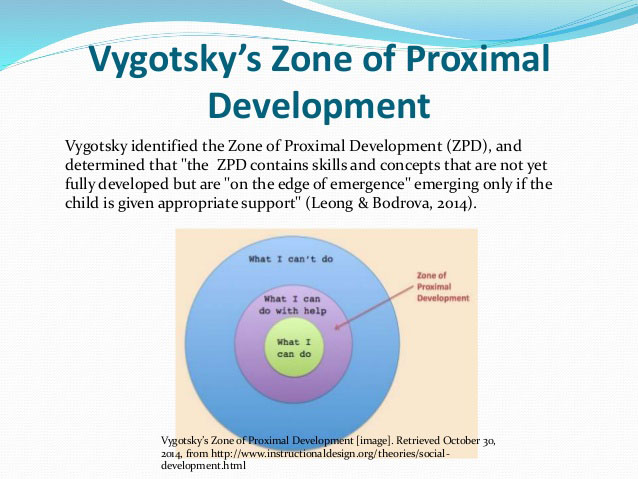 Vygotsky’s Zone of Proximal
Development
Vygotsky identified the Zone of Proximal Development (ZPD), and
determined that "the  ZPD contains skills and concepts that are not yet
fully developed but are "on the edge of emergence" emerging only if the
child is given appropriate support" (Leong & Bodrova, 2014).
What I can't do
Zone of
Proximal
Development
What I can
do with help
What I
can do
Vygotsky's Zone of Proximal Development [image]. Retrieved October 30,
2014, from http://www.instructionaldesign.org/theories/social-
development.html